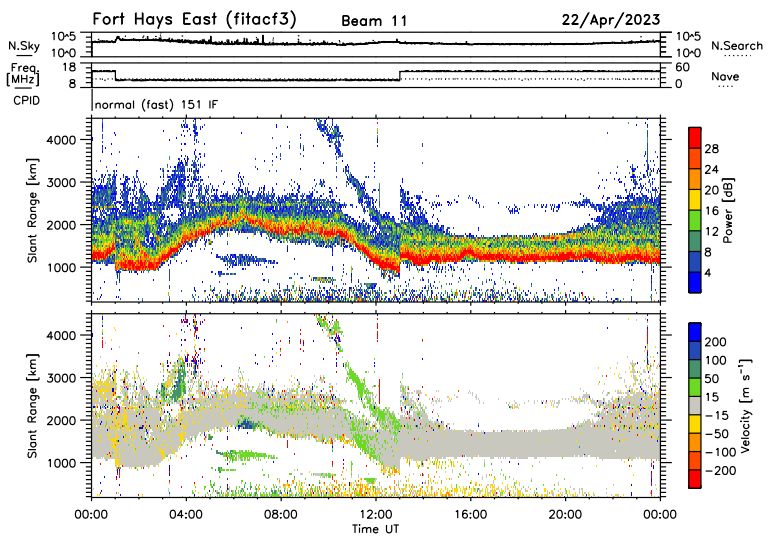 Fort Hays East (fitacf3) Beam 11 22/Apr/2023
N.Sky 10^5 10^0 10^5 10^0 N.Search
Freq. [MHz] 18 8 60 0 Nave
CPID normal (fast) 151 IF
Slant Range [km] 4000 3000 2000 1000
Power [dB] 28 24 20 16 12 8 4
Slant Range [km] 4000 3000 2000 1000
Velocity [m s⁻¹] 200 100 50 15 −15 −50 −100 −200
00:00 04:00 08:00 12:00 16:00 20:00 00:00
Time UT